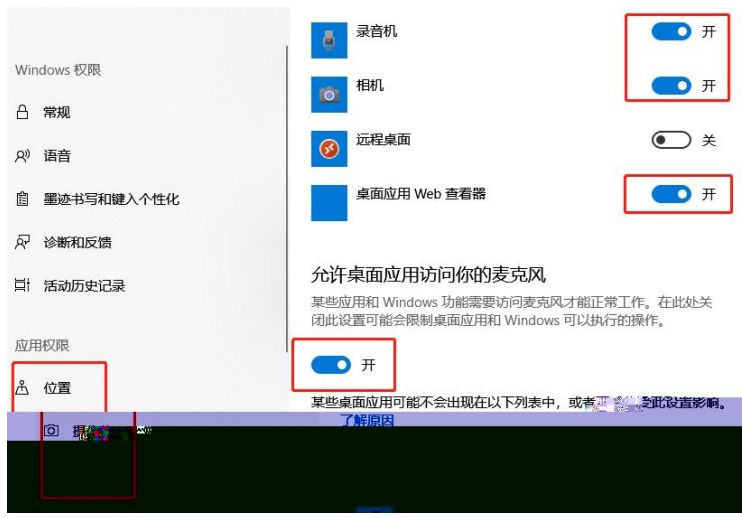 Windows 权限
常规
语音
墨迹书写和键入个性化
诊断和反馈
活动历史记录
应用权限
位置
录音机
开
相机
开
远程桌面
关
桌面应用 Web 查看器
开
允许桌面应用访问你的麦克风
某些应用和 Windows 功能需要访问麦克风才能正常工作。在此处关
闭此设置可能会限制桌面应用和 Windows 可以执行的操作。
开
某些桌面应用可能不会出现在以下列表中，或者 受此设置影响。
了解原因